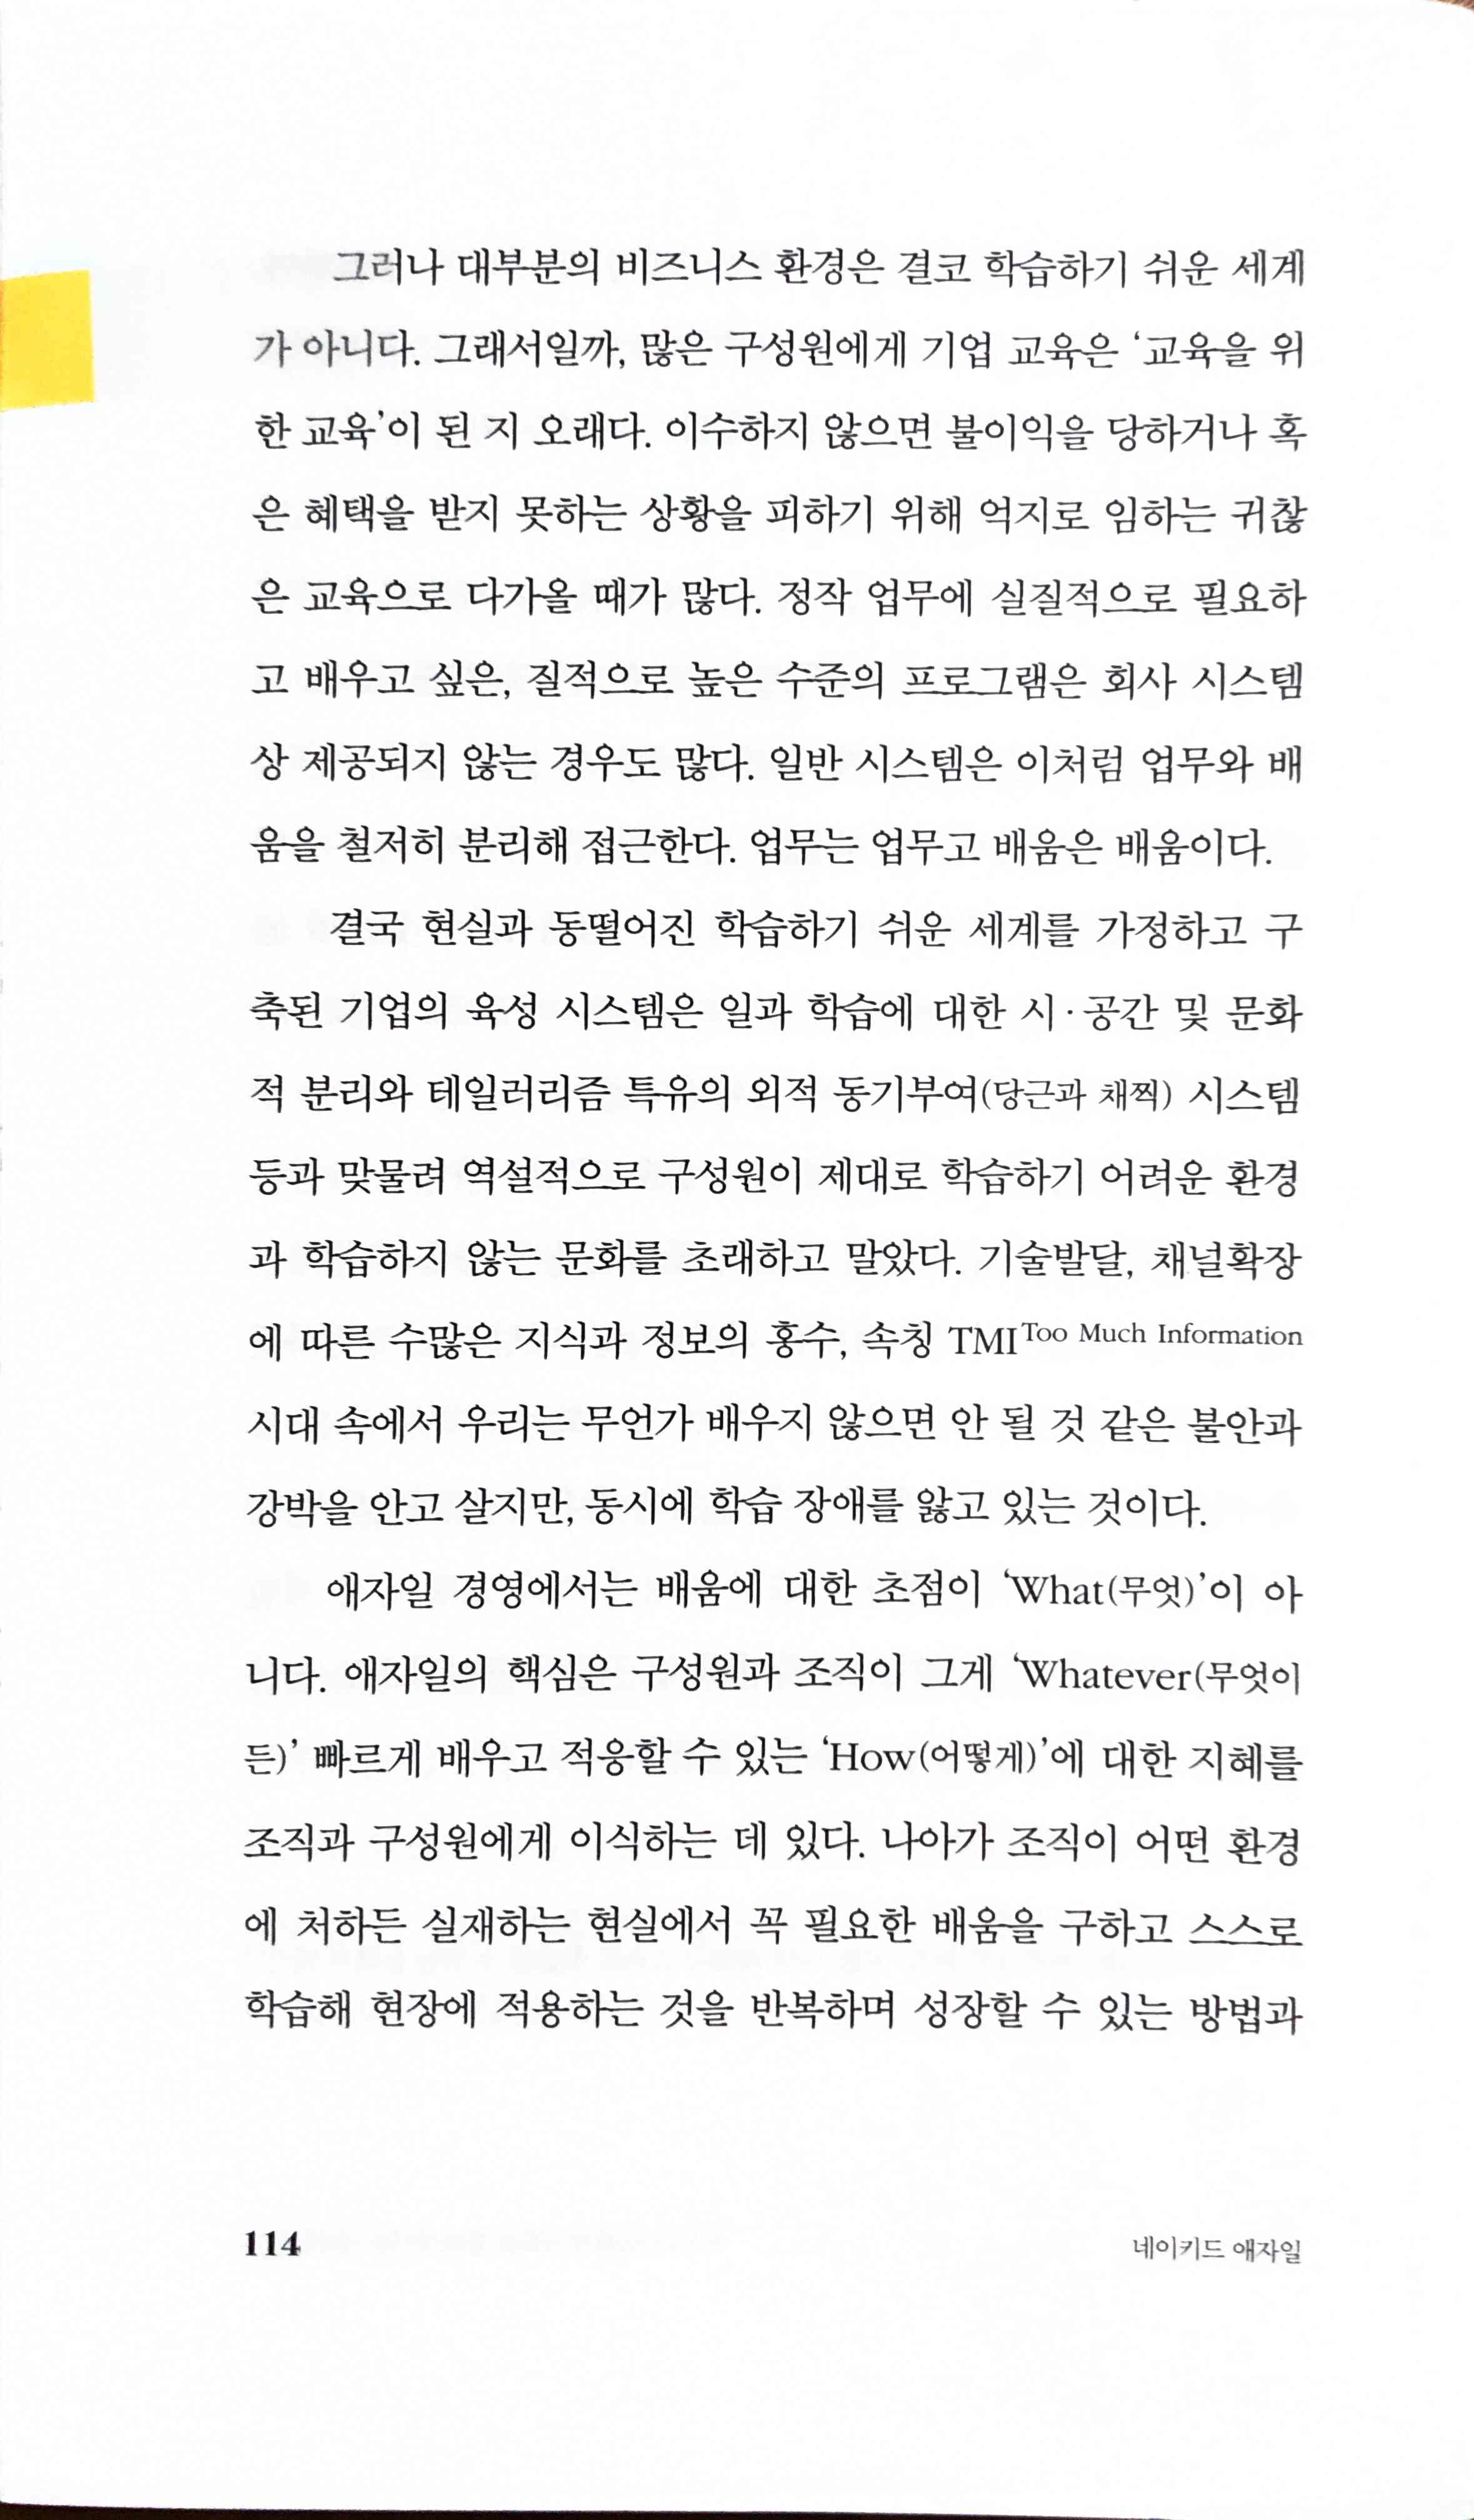 그러나 대부분의 비즈니스 환경은 결코 학습하기 쉬운 세계
가 아니다. 그래서일까, 많은 구성원에게 기업 교육은 ‘교육을 위
한 교육’이 된 지 오래다. 이수하지 않으면 불이익을 당하거나 혹
은 혜택을 받지 못하는 상황을 피하기 위해 억지로 임하는 귀찮
은 교육으로 다가올 때가 많다. 정작 업무에 실질적으로 필요하
고 배우고 싶은, 질적으로 높은 수준의 프로그램은 회사 시스템
상 제공되지 않는 경우도 많다. 일반 시스템은 이처럼 업무와 배
움을 철저히 분리해 접근한다. 업무는 업무고 배움은 배움이다.
결국 현실과 동떨어진 학습하기 쉬운 세계를 가정하고 구
축된 기업의 육성 시스템은 일과 학습에 대한 시·공간 및 문화
적 분리와 테일러리즘 특유의 외적 동기부여(당근과 채찍) 시스템
등과 맞물려 역설적으로 구성원이 제대로 학습하기 어려운 환경
과 학습하지 않는 문화를 초래하고 말았다. 기술발달, 채널확장
에 따른 수많은 지식과 정보의 홍수, 속칭 TMI Too Much Information
시대 속에서 우리는 무언가 배우지 않으면 안 될 것 같은 불안과
강박을 안고 살지만, 동시에 학습 장애를 앓고 있는 것이다.
애자일 경영에서는 배움에 대한 초점이 ‘What(무엇)’이 아
니다. 애자일의 핵심은 구성원과 조직이 그게 ‘Whatever(무엇이
든)’ 빠르게 배우고 적응할 수 있는 ‘How(어떻게)’에 대한 지혜를
조직과 구성원에게 이식하는 데 있다. 나아가 조직이 어떤 환경
에 처하든 실재하는 현실에서 꼭 필요한 배움을 구하고 스스로
학습해 현장에 적용하는 것을 반복하며 성장할 수 있는 방법과
114
네이키드 애자일